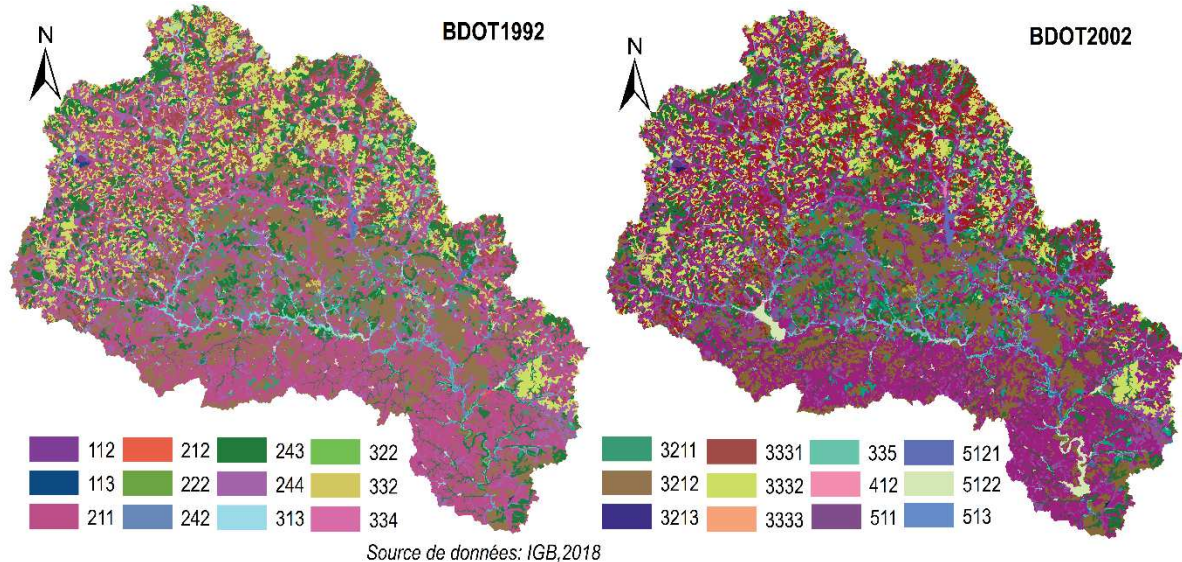 BDOT1992
N
BDOT2002
N
112 212 243 322
113 222 244 332
211 242 313 334
3211 3331 335 5121
3212 3332 412 5122
3213 3333 511 513
Source de données: IGB,2018